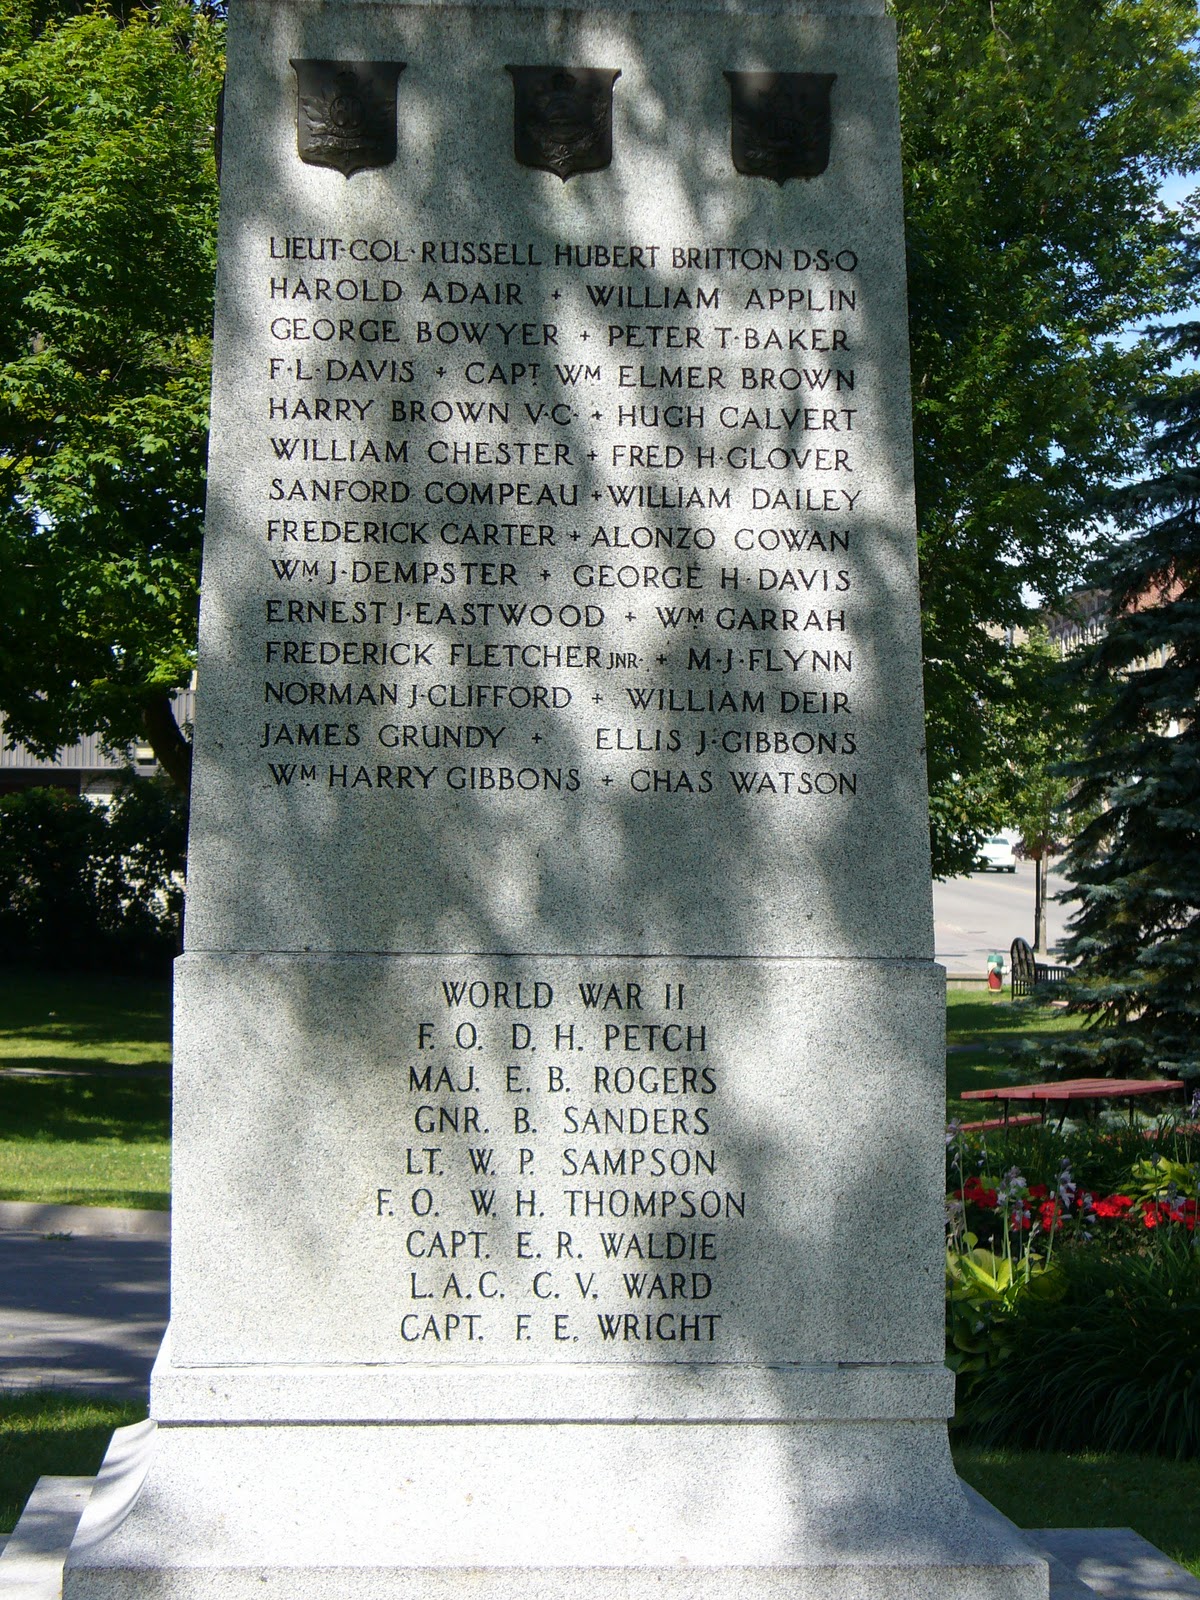 LIEUT·COL·RUSSELL HUBERT BRITTON D·S·O
HAROLD ADAIR + WILLIAM APPLIN
GEORGE BOWYER + PETER T·BAKER
F·L·DAVIS + CAPT. WM ELMER BROWN
HARRY BROWN V·C· + HUGH CALVERT
WILLIAM CHESTER + FRED H·GLOVER
SANFORD COMPEAU + WILLIAM DAILEY
FREDERICK CARTER + ALONZO COWAN
WM J·DEMPSTER + GEORGE H·DAVIS
ERNEST J·EASTWOOD + WM GARRAH
FREDERICK FLETCHER JNR· + M·J·FLYNN
NORMAN J·CLIFFORD + WILLIAM DEIR
JAMES GRUNDY + ELLIS J·GIBBONS
WM HARRY GIBBONS + CHAS WATSON
WORLD WAR II
F. O. D. H. PETCH
MAJ. E. B. ROGERS
GNR. B. SANDERS
LT. W. P. SAMPSON
F. O. W. H. THOMPSON
CAPT. E. R. WALDIE
L.A.C. C. V. WARD
CAPT. F. E. WRIGHT